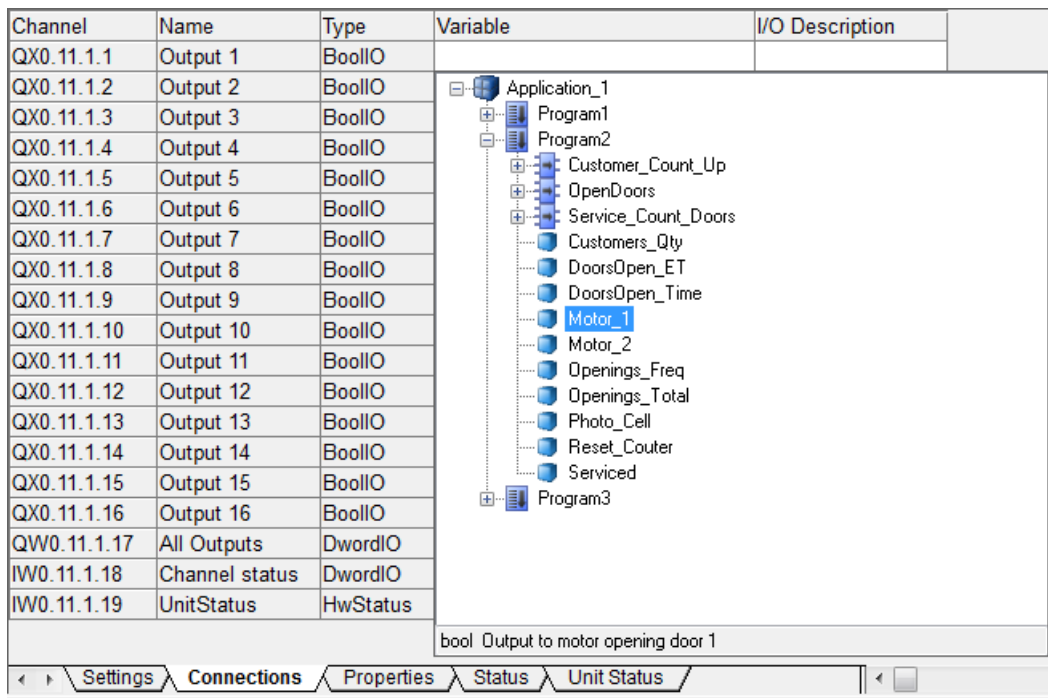 Channel Name Type Variable I/O Description
QX0.11.1.1 Output 1 BoolIO
QX0.11.1.2 Output 2 BoolIO
QX0.11.1.3 Output 3 BoolIO
QX0.11.1.4 Output 4 BoolIO
QX0.11.1.5 Output 5 BoolIO
QX0.11.1.6 Output 6 BoolIO
QX0.11.1.7 Output 7 BoolIO
QX0.11.1.8 Output 8 BoolIO
QX0.11.1.9 Output 9 BoolIO
QX0.11.1.10 Output 10 BoolIO
QX0.11.1.11 Output 11 BoolIO
QX0.11.1.12 Output 12 BoolIO
QX0.11.1.13 Output 13 BoolIO
QX0.11.1.14 Output 14 BoolIO
QX0.11.1.15 Output 15 BoolIO
QX0.11.1.16 Output 16 BoolIO
QW0.11.1.17 All Outputs DwordIO
IW0.11.1.18 Channel status DwordIO
IW0.11.1.19 UnitStatus HwStatus
Application_1
Program1
Program2
Customer_Count_Up
OpenDoors
Service_Count_Doors
Customers_Qty
DoorsOpen_ET
DoorsOpen_Time
Motor_1
Motor_2
Openings_Freq
Openings_Total
Photo_Cell
Reset_Couter
Serviced
Program3
bool Output to motor opening door 1
Settings Connections Properties Status Unit Status